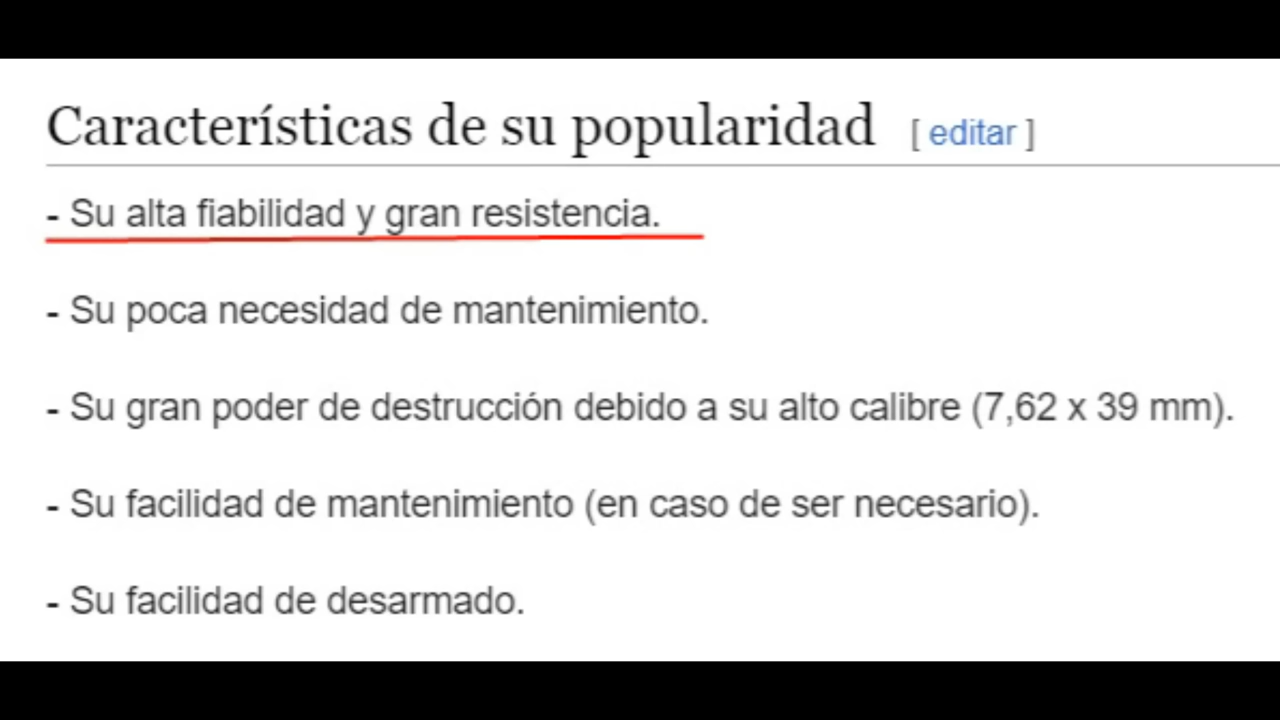 Características de su popularidad [ editar ]
- Su alta fiabilidad y gran resistencia.
- Su poca necesidad de mantenimiento.
- Su gran poder de destrucción debido a su alto calibre (7,62 x 39 mm).
- Su facilidad de mantenimiento (en caso de ser necesario).
- Su facilidad de desarmado.